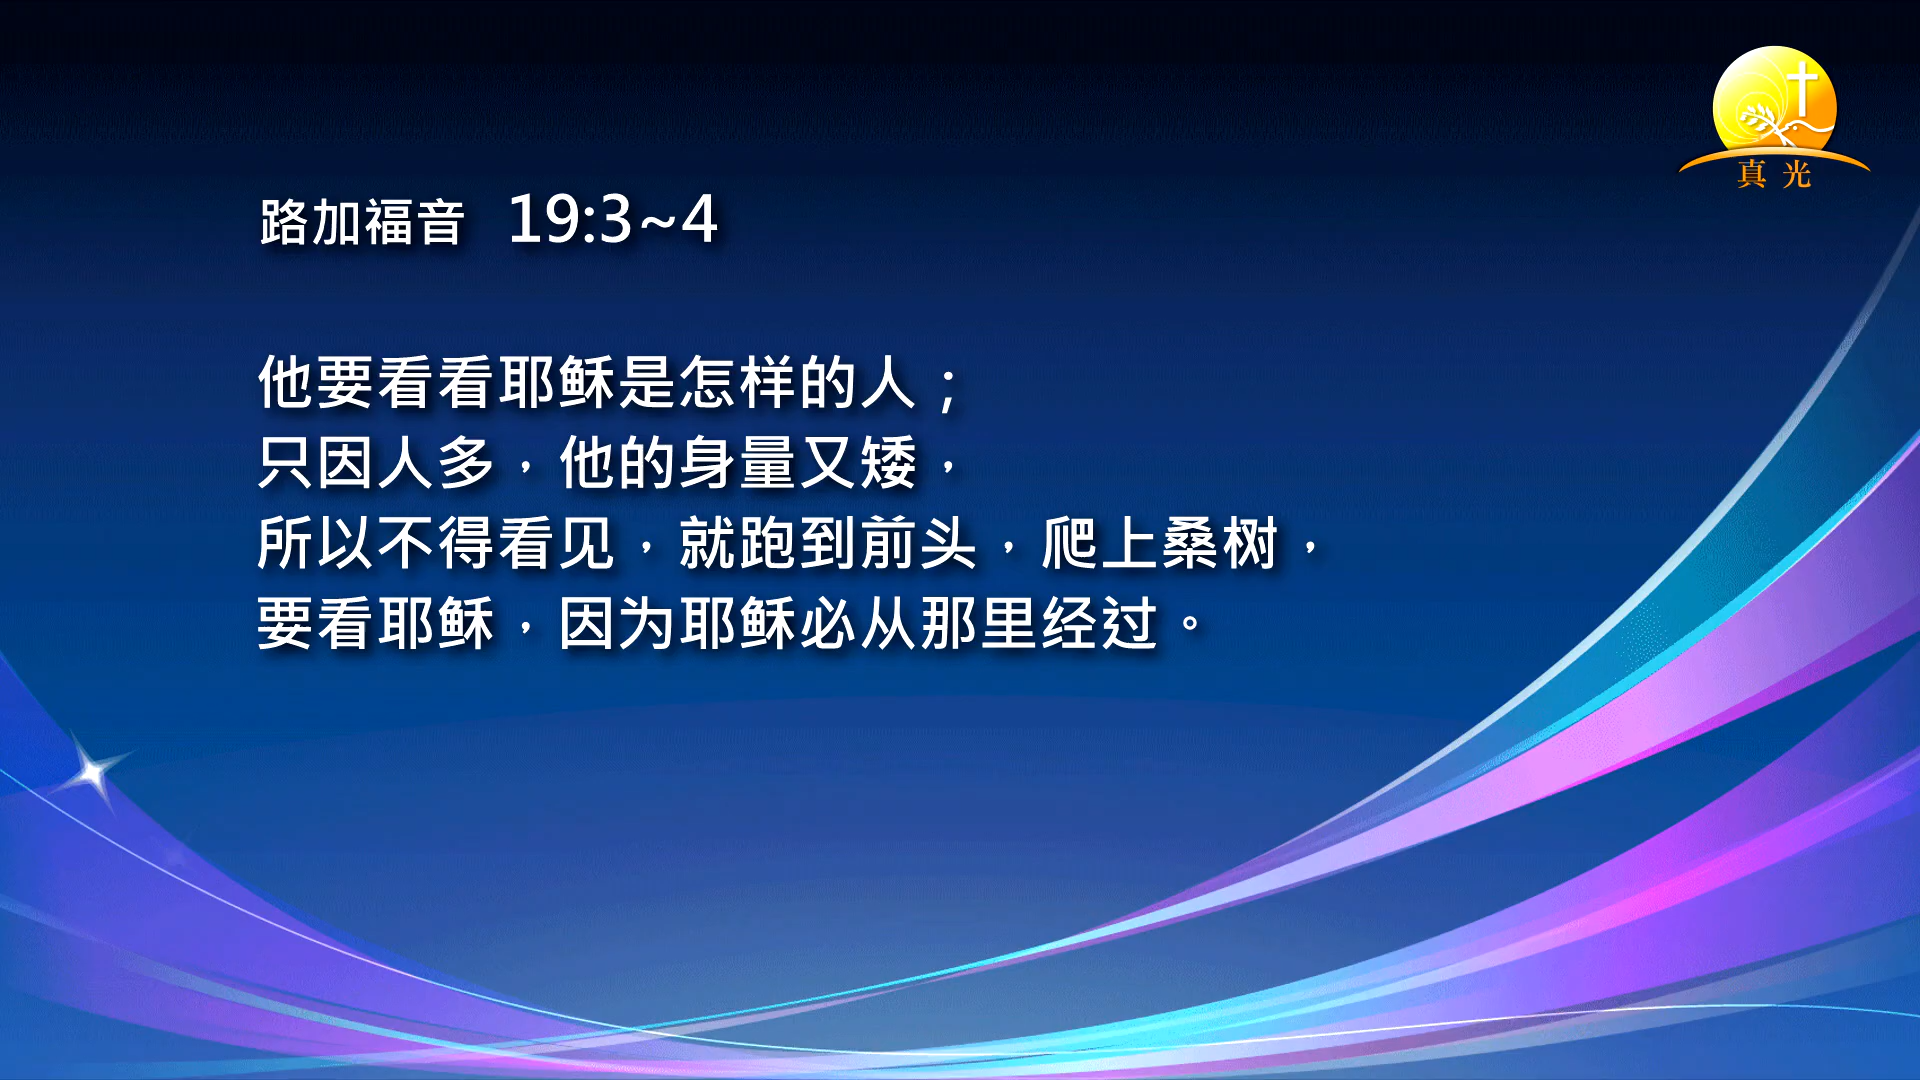 真光
路加福音 19:3~4
他要看看耶稣是怎样的人；
只因人多，他的身量又矮，
所以不得看见，就跑到前头，爬上桑树，
要看耶稣，因为耶稣必从那里经过。